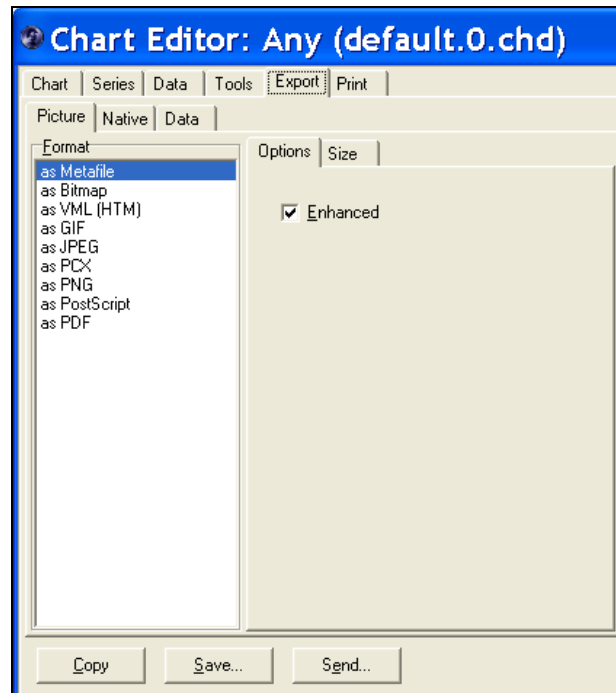 Chart Editor: Any (default.0.chd)
Chart Series Data Tools Export Print
Picture Native Data
Format
as Metafile
as Bitmap
as VML (HTM)
as GIF
as JPEG
as PCX
as PNG
as PostScript
as PDF
Options Size
Enhanced
Copy Save... Send...